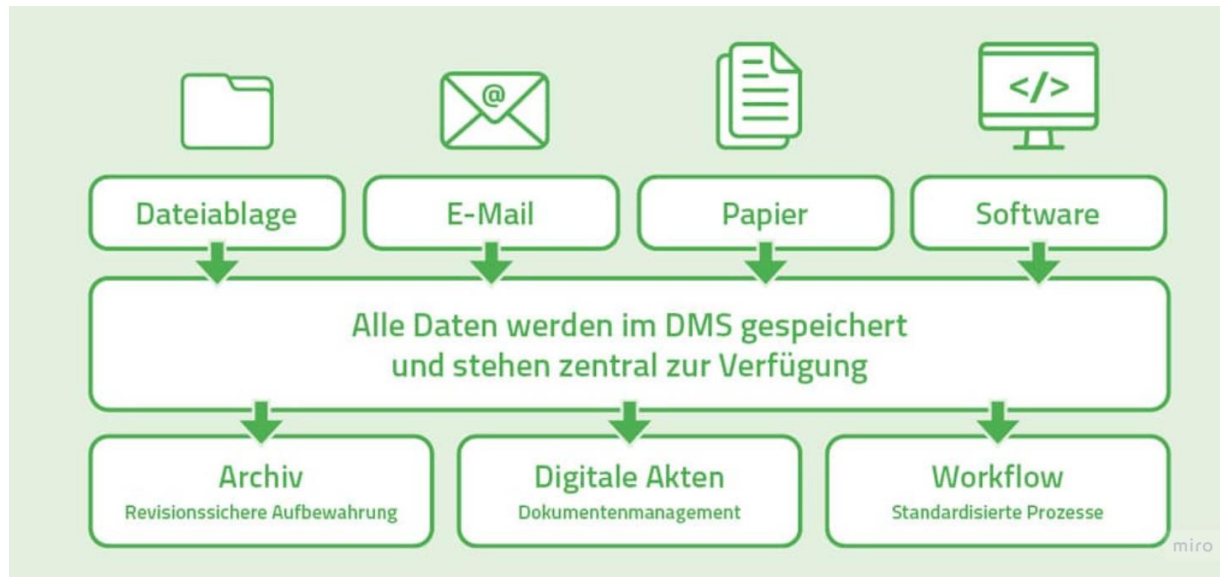 @
</>
Dateiablage
E-Mail
Papier
Software
Alle Daten werden im DMS gespeichert
und stehen zentral zur Verfügung
Archiv
Revisionssichere Aufbewahrung
Digitale Akten
Dokumentenmanagement
Workflow
Standardisierte Prozesse
miro